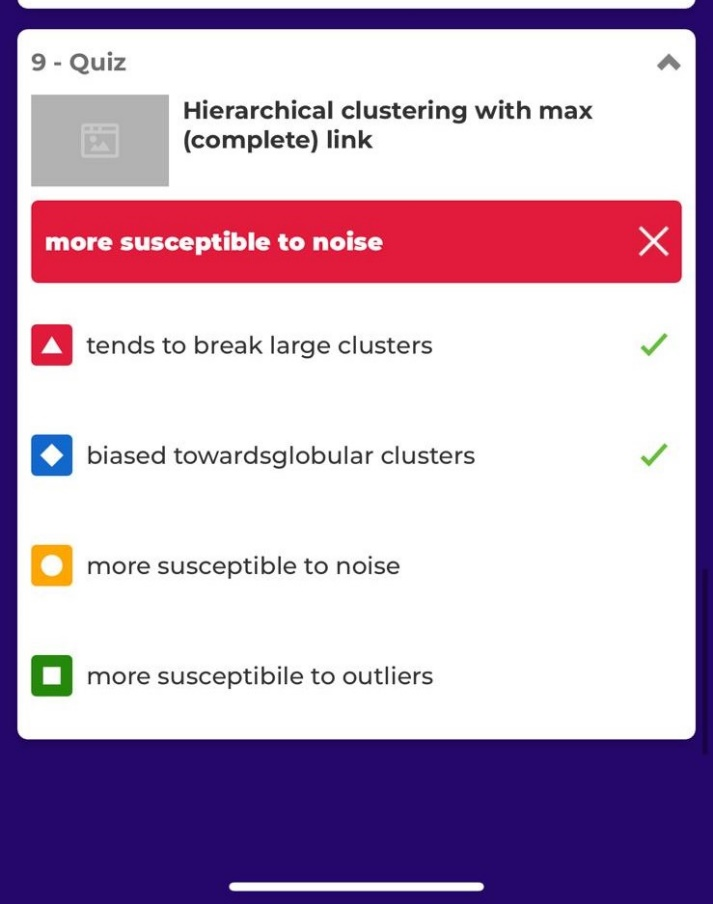 9 - Quiz
Hierarchical clustering with max
(complete) link
more susceptible to noise
tends to break large clusters
biased towardsglobular clusters
more susceptible to noise
more susceptibile to outliers